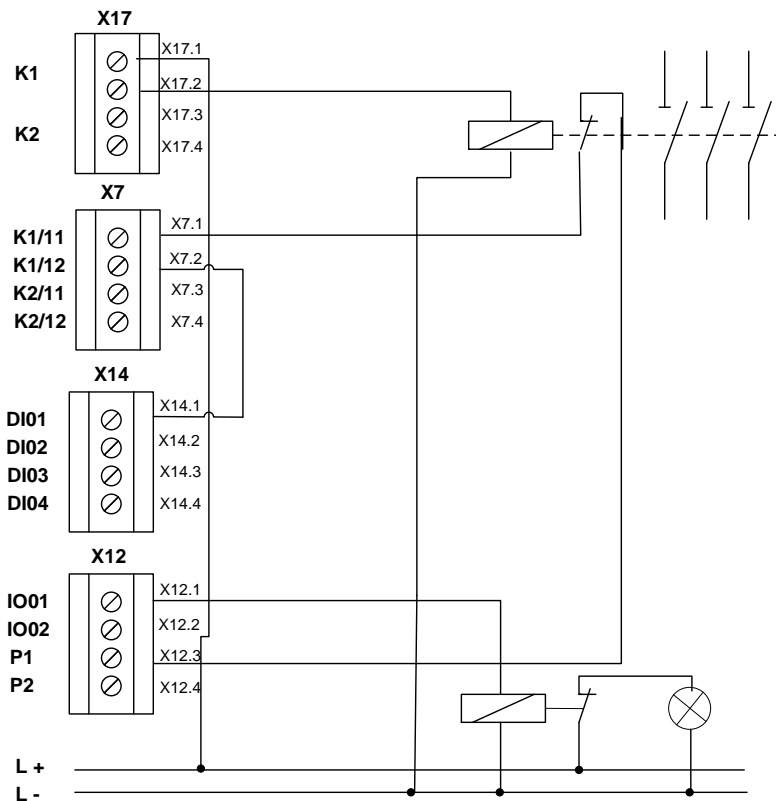 X17
K1
K2
X17.1
X17.2
X17.3
X17.4
X7
K1/11 X7.1
K1/12 X7.2
K2/11 X7.3
K2/12 X7.4
X14
DI01 X14.1
DI02 X14.2
DI03 X14.3
DI04 X14.4
X12
IO01 X12.1
IO02 X12.2
P1 X12.3
P2 X12.4
L +
L -